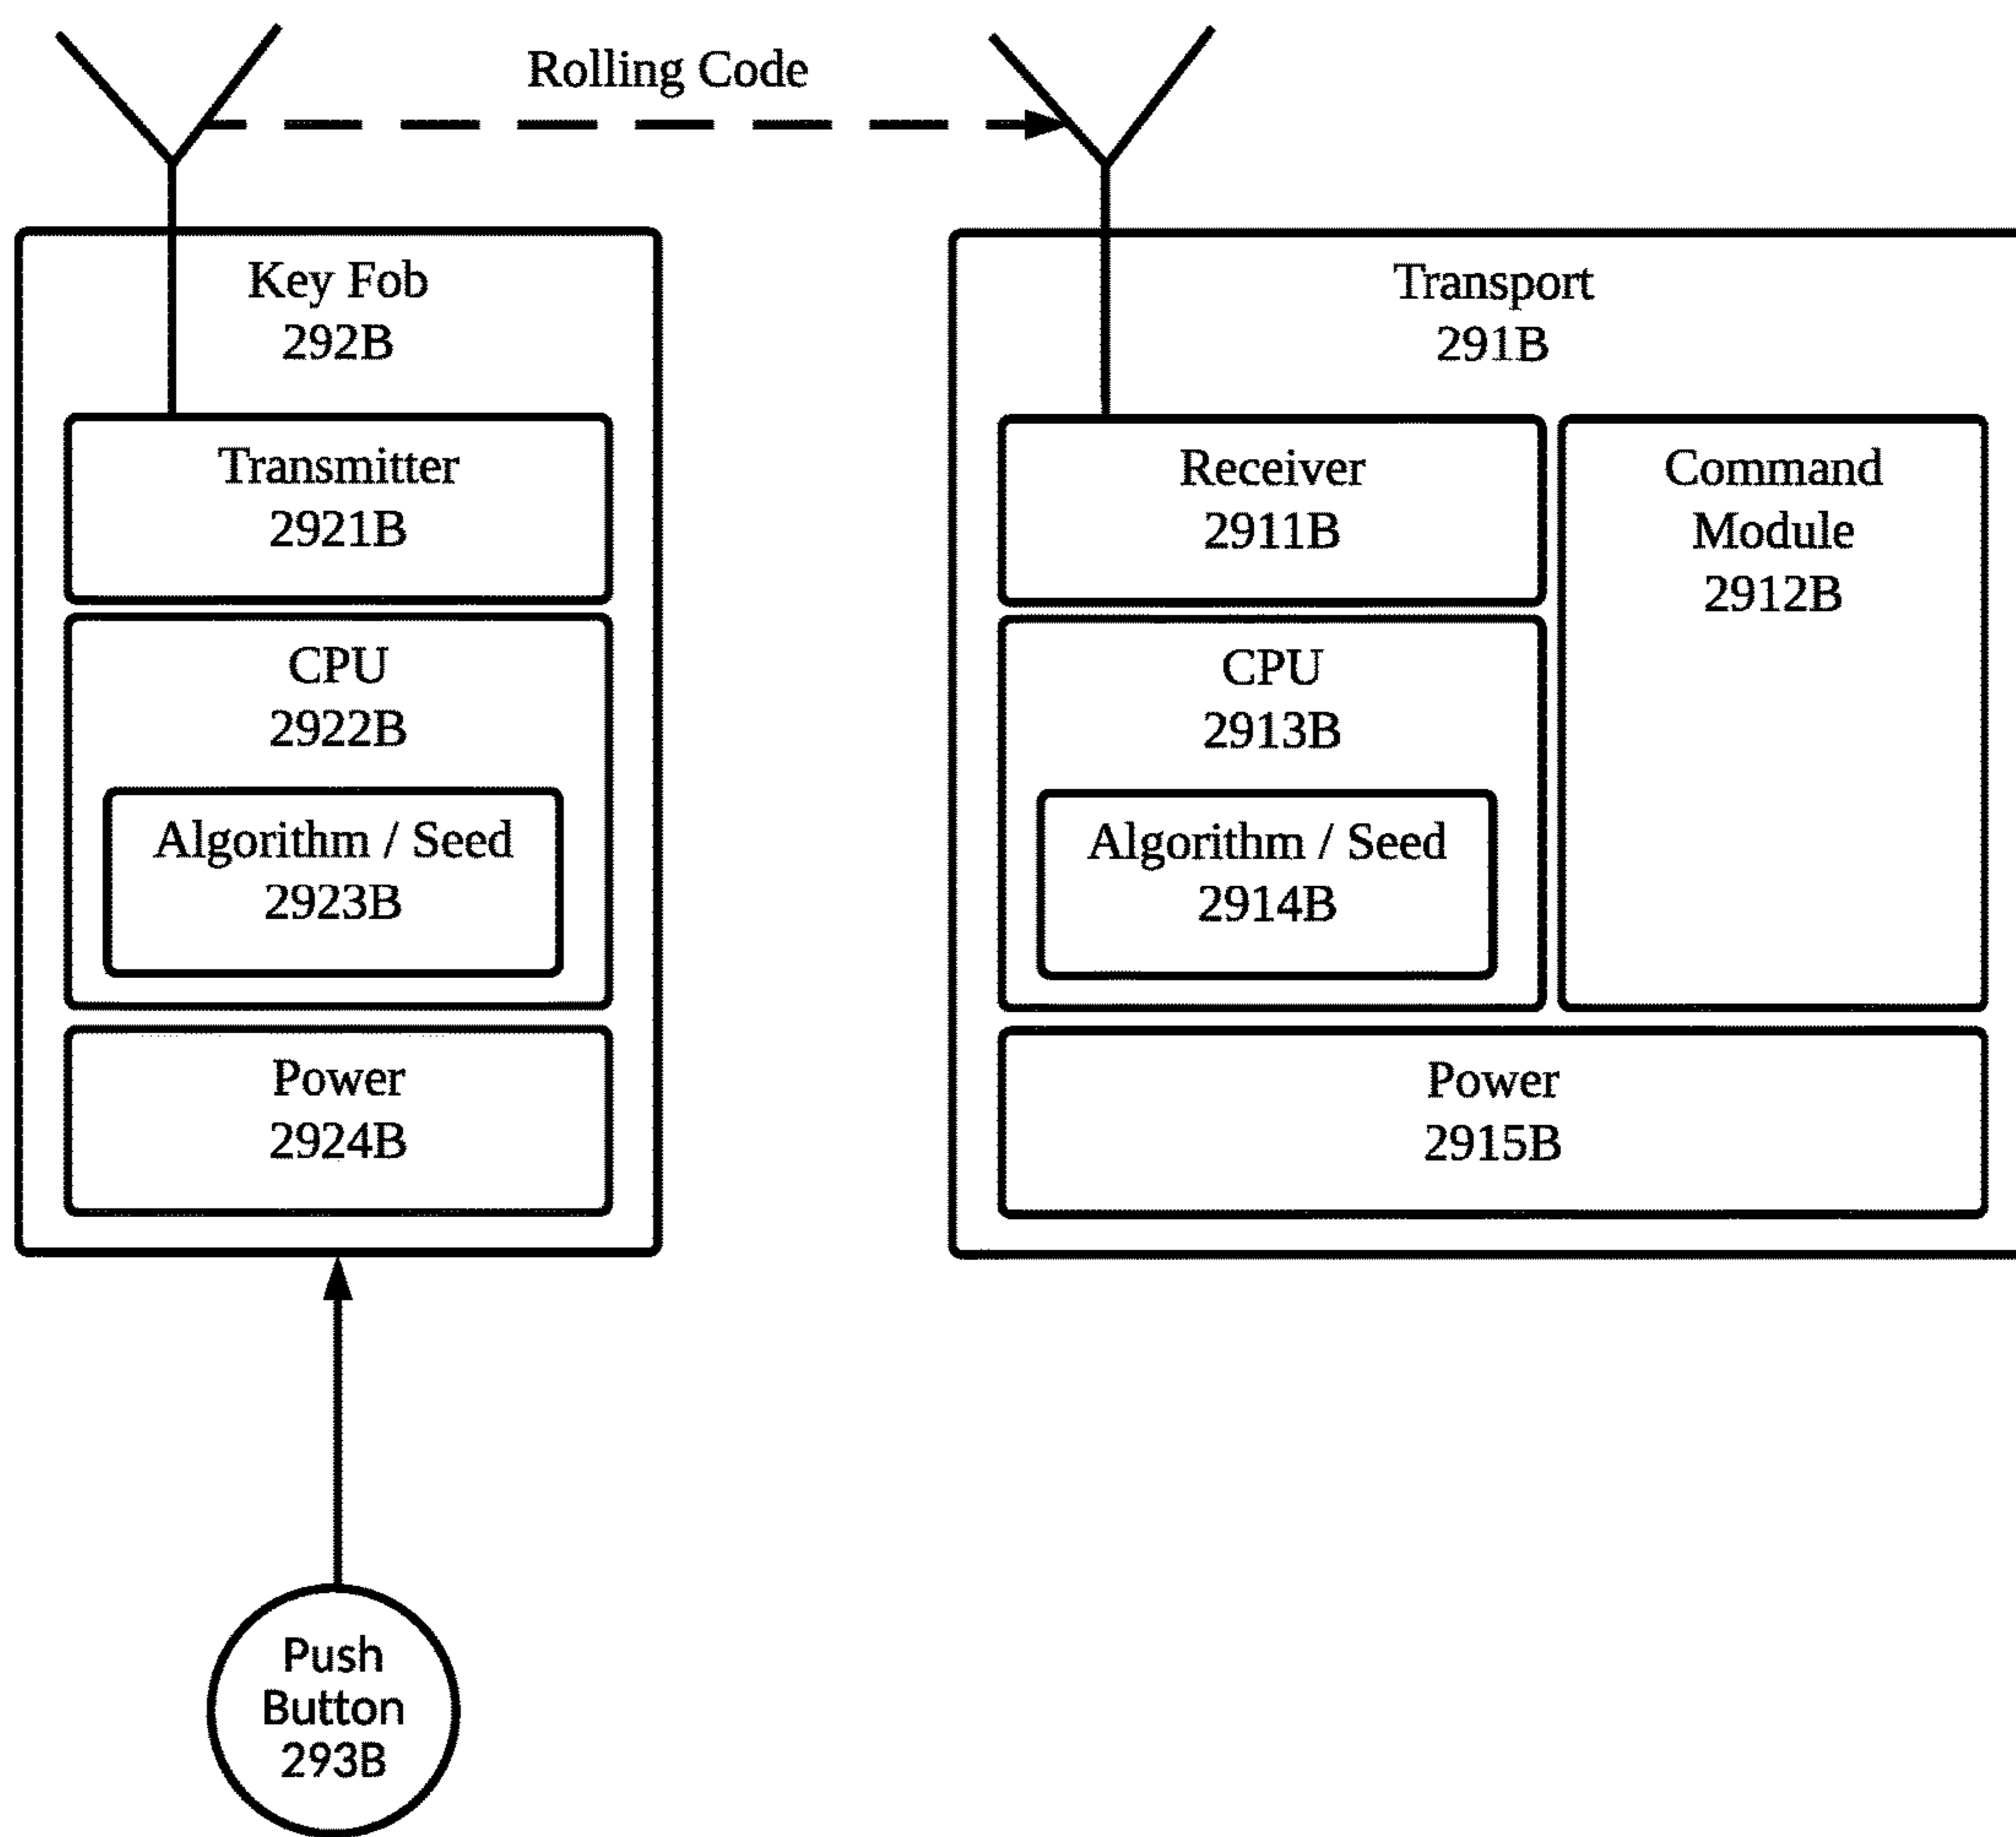 Rolling Code
Key Fob
292B
Transmitter
2921B
CPU
2922B
Algorithm / Seed
2923B
Power
2924B
Push
Button
293B
Transport
291B
Receiver
2911B
Command
Module
2912B
CPU
2913B
Algorithm / Seed
2914B
Power
2915B